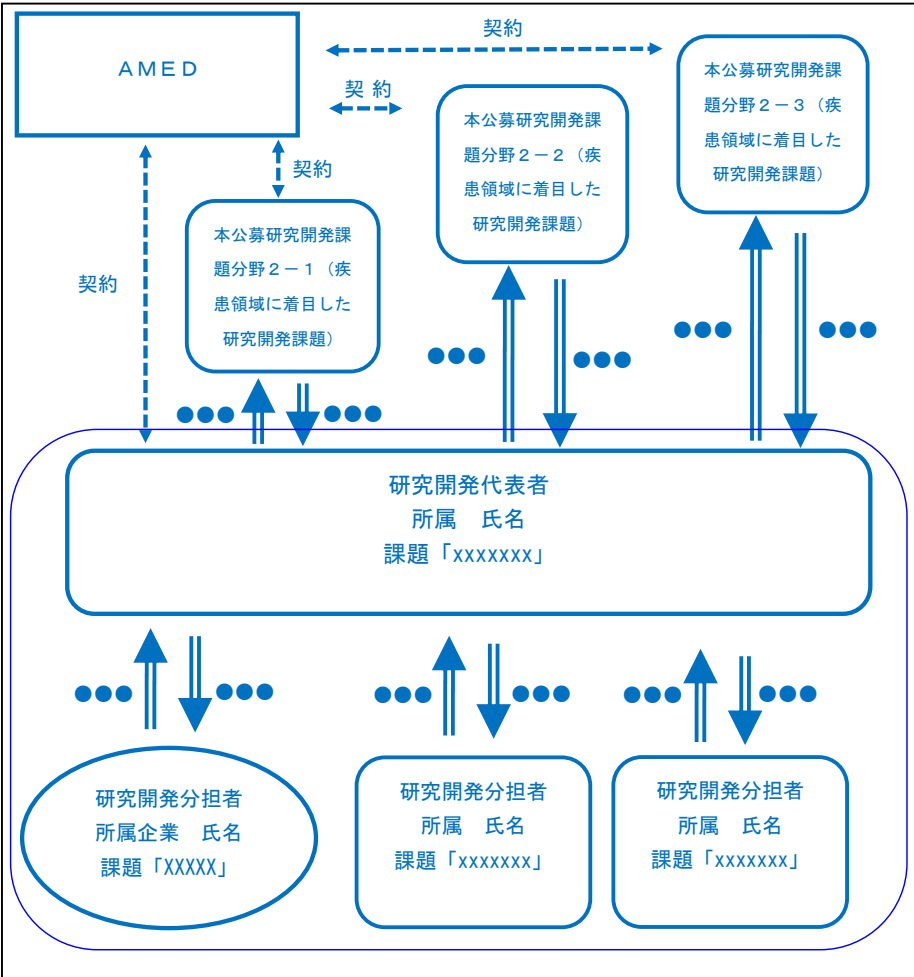 ＡＭＥＤ
契約
契 約
契約
契約
本公募研究開発課
題分野２－３（疾
患領域に着目した
研究開発課題）
本公募研究開発課
題分野２－２（疾
患領域に着目した
研究開発課題）
本公募研究開発課
題分野２－１（疾
患領域に着目した
研究開発課題）
●●●
●●●
●●●
●●●
●●●
●●●
研究開発代表者
所属　氏名
課題「xxxxxxx」
●●●
●●●
●●●
●●●
●●●
●●●
研究開発分担者
所属企業　氏名
課題「XXXXX」
研究開発分担者
所属　氏名
課題「xxxxxxx」
研究開発分担者
所属　氏名
課題「xxxxxxx」